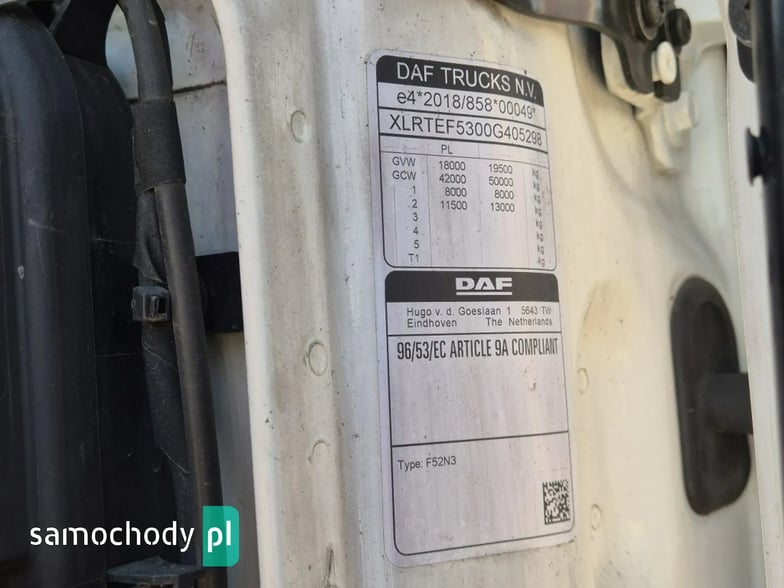 DAF TRUCKS N.V.
e4*2018/858*00049*
XLRTEF5300G405298
PL
GVW 18000 19500 kg
GCW 42000 50000 kg
1 8000 8000 kg
2 11500 13000 kg
3 kg
4 kg
5 kg
T1 kg
DAF
Hugo v. d. Goeslaan 1 5643 TW
Eindhoven The Netherlands
96/53/EC ARTICLE 9A COMPLIANT
Type: F52N3
samochody pl